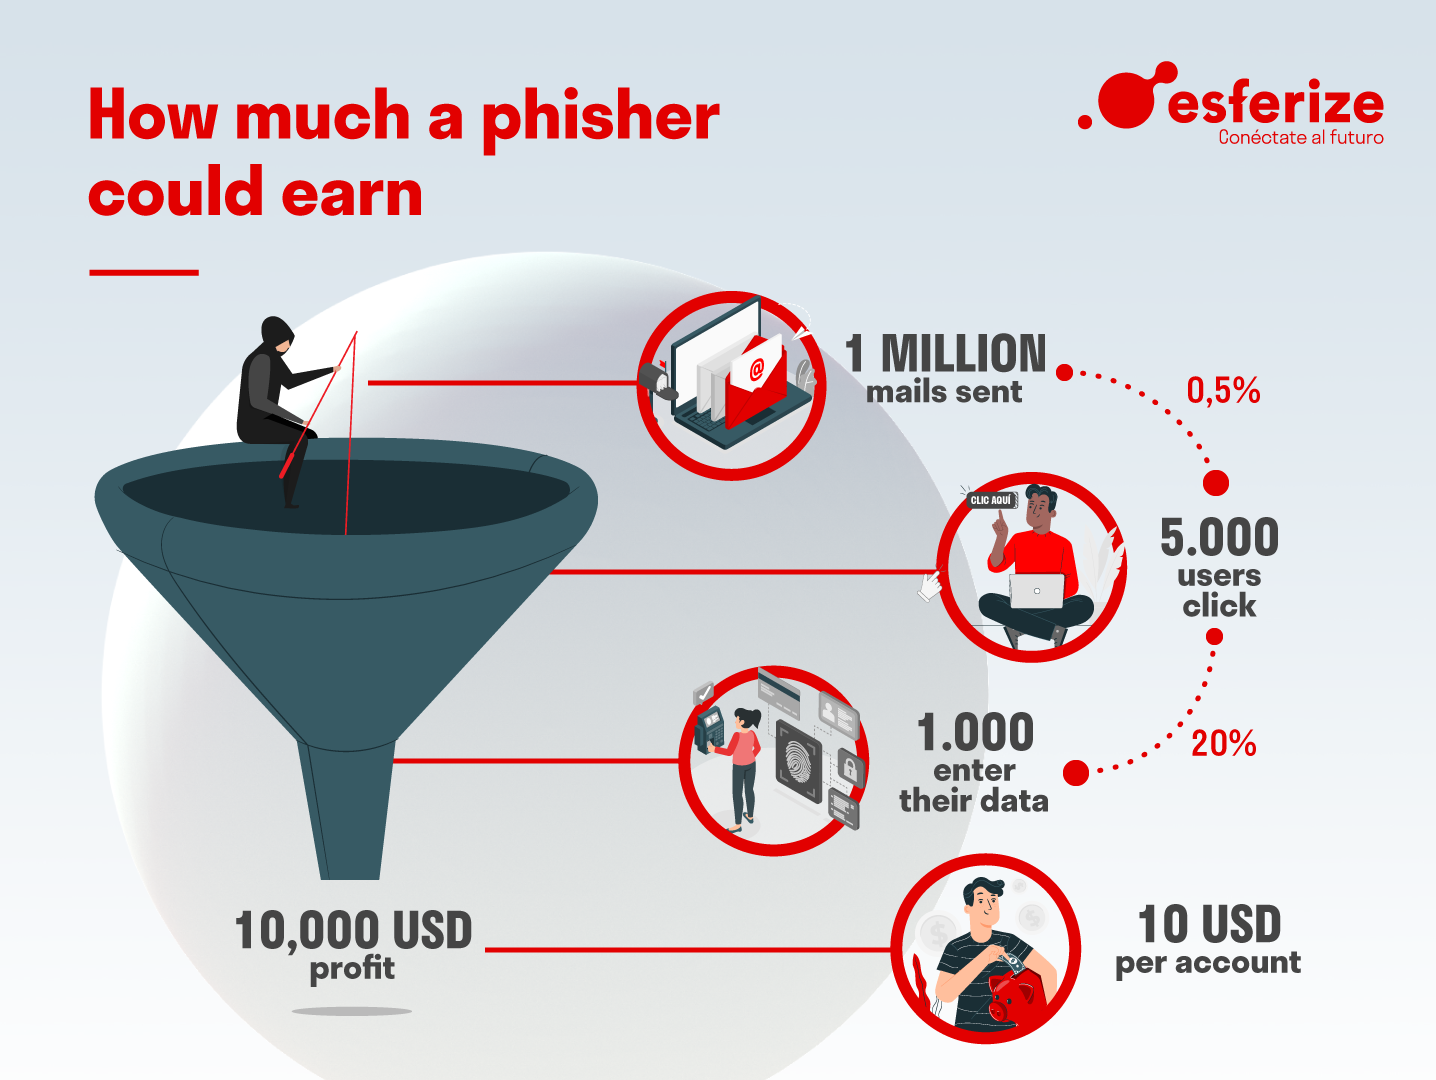 How much a phisher
could earn
esferize
Conéctate al futuro
1 MILLION
mails sent
0,5%
@
CLIC AQUÍ
5.000
users
click
20%
1.000
enter
their data
10,000 USD
profit
10 USD
per account